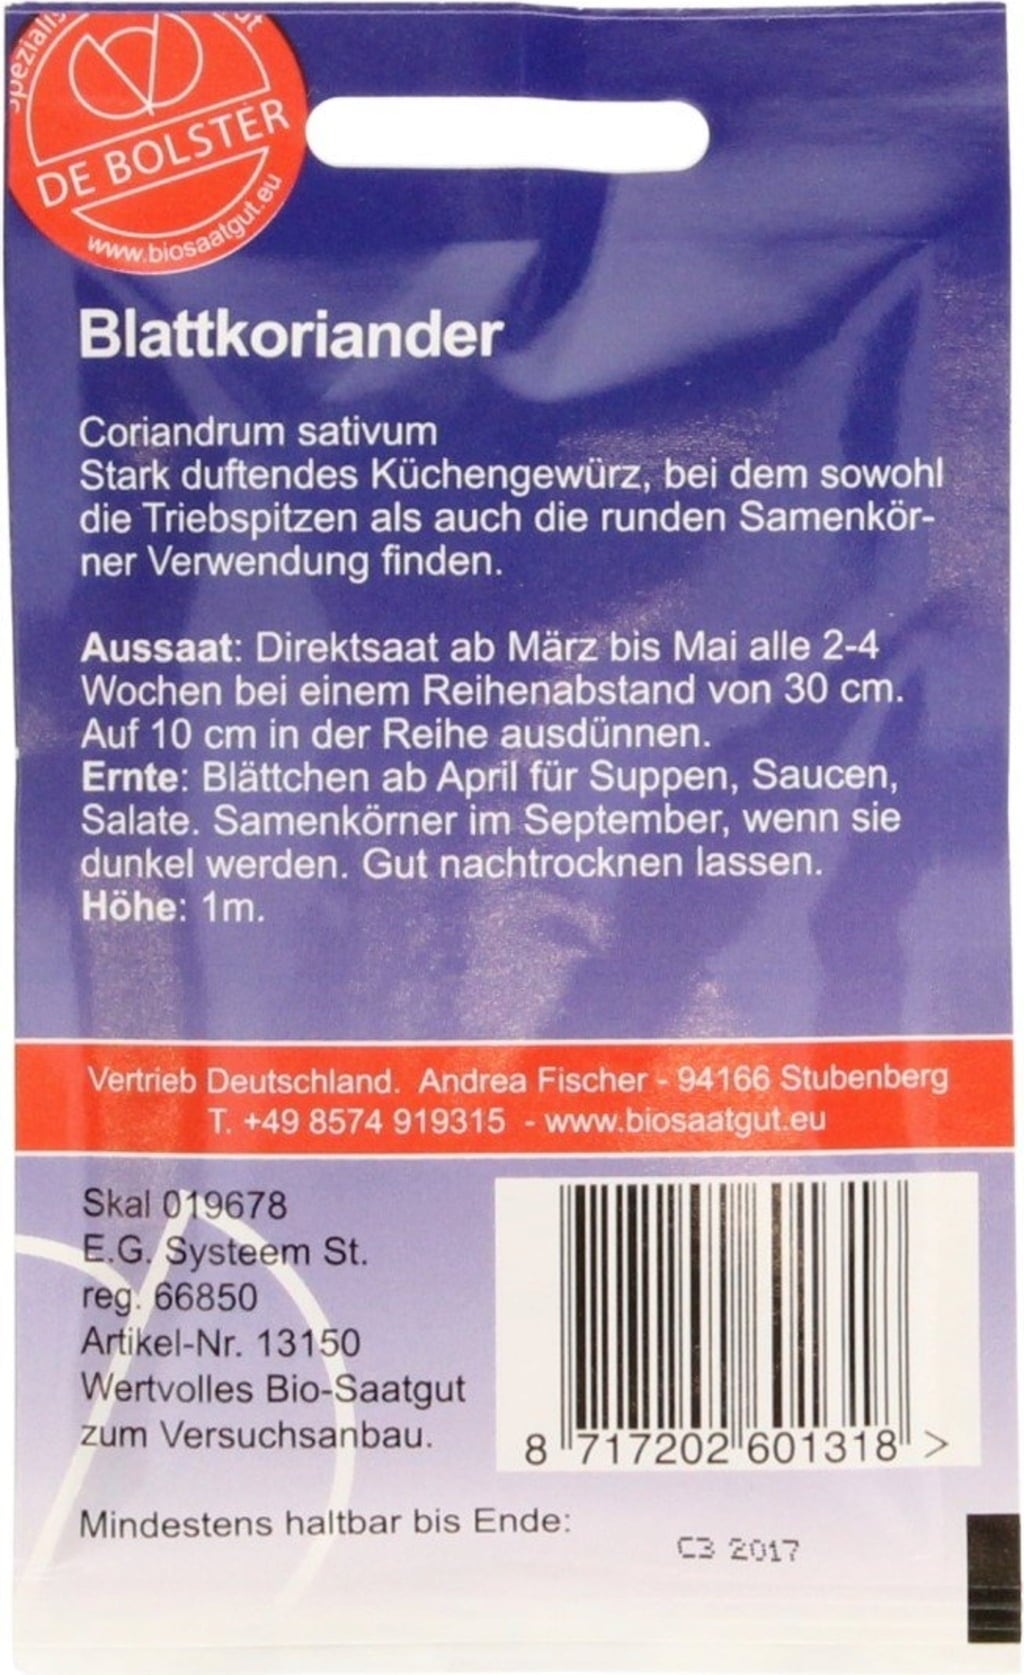 DE BOLSTER
www.biosaatgut.eu
Blattkoriander
Coriandrum sativum
Stark duftendes Küchengewürz, bei dem sowohl
die Triebspitzen als auch die runden Samenkör-
ner Verwendung finden.
Aussaat: Direktsaat ab März bis Mai alle 2-4
Wochen bei einem Reihenabstand von 30 cm.
Auf 10 cm in der Reihe ausdünnen.
Ernte: Blättchen ab April für Suppen, Saucen,
Salate. Samenkörner im September, wenn sie
dunkel werden. Gut nachtrocknen lassen.
Höhe: 1m.
Vertrieb Deutschland. Andrea Fischer - 94166 Stubenberg
T. +49 8574 919315 - www.biosaatgut.eu
Skal 019678
E.G. Systeem St.
reg. 66850
Artikel-Nr. 13150
Wertvolles Bio-Saatgut
zum Versuchsanbau.
8 717202 601318 >
Mindestens haltbar bis Ende:
C3 2017